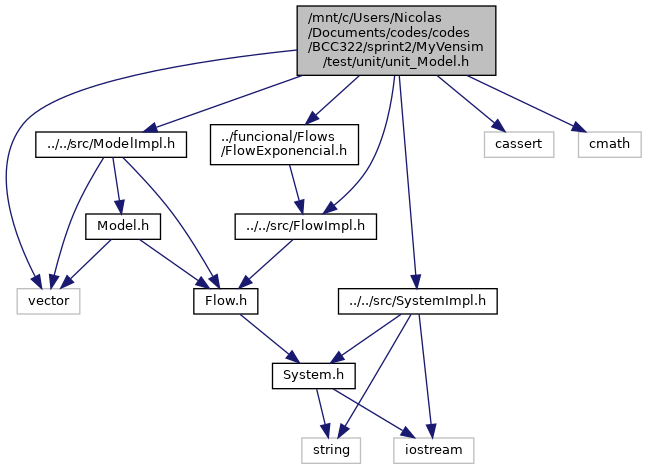 /mnt/c/Users/Nicolas
/Documents/codes/codes
/BCC322/sprint2/MyVensim
/test/unit/unit_Model.h
../../src/ModelImpl.h
../funcional/Flows
/FlowExponencial.h
cassert
cmath
Model.h
../../src/FlowImpl.h
vector
Flow.h
../../src/SystemImpl.h
System.h
string
iostream